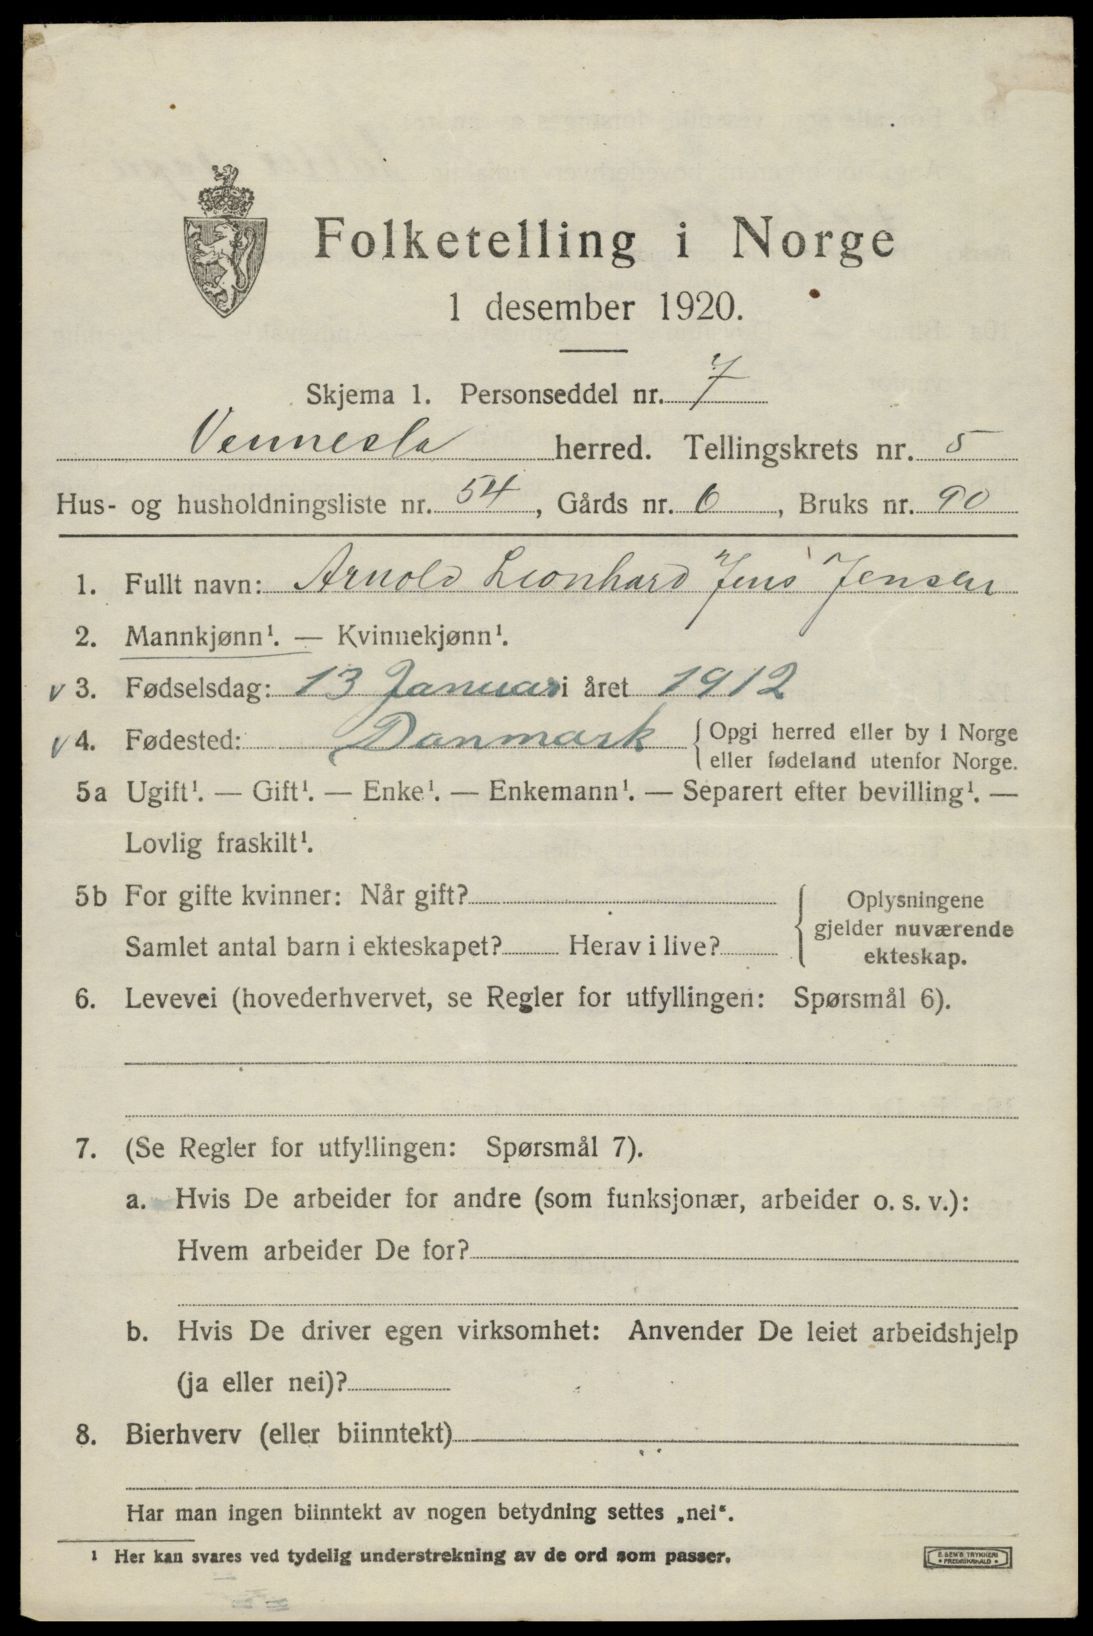 Folketelling i Norge
1 desember 1920.
Skjema 1. Personseddel nr. 7
Vennesla herred. Tellingskrets nr. 5
Hus- og husholdningsliste nr. 54, Gårds nr. 6, Bruks nr. 90
1. Fullt navn: Arnold Leonhard Jens Jensen
2. Mannkjønn¹. — Kvinnekjønn¹.
v 3. Fødselsdag: 13 Januar i året 1912
v 4. Fødested: Danmark {Opgi herred eller by i Norge
eller fødeland utenfor Norge.
5a Ugift¹. — Gift¹. — Enke¹. — Enkemann¹. — Separert efter bevilling¹. —
Lovlig fraskilt¹.
5b For gifte kvinner: Når gift?
Samlet antal barn i ekteskapet? Herav i live?
{Oplysningene
gjelder nuværende
ekteskap.
6. Levevei (hovederhvervet, se Regler for utfyllingen: Spørsmål 6).
7. (Se Regler for utfyllingen: Spørsmål 7).
a. Hvis De arbeider for andre (som funksjonær, arbeider o. s. v.):
Hvem arbeider De for?
b. Hvis De driver egen virksomhet: Anvender De leiet arbeidshjelp
(ja eller nei)?
8. Bierhverv (eller biinntekt)
Har man ingen biinntekt av nogen betydning settes „nei“.
¹ Her kan svares ved tydelig understrekning av de ord som passer.
E. SEM'S TRYKKERI
* FREDRIKSHALD *